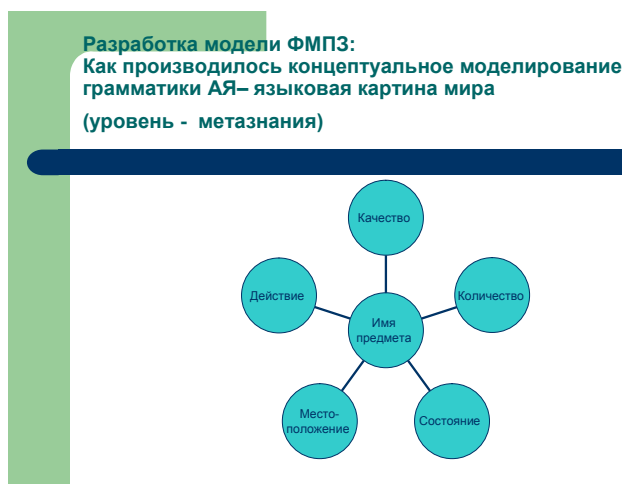 Разработка модели ФМПЗ:
Как производилось концептуальное моделирование
грамматики АЯ– языковая картина мира
(уровень - метазнания)
Качество
Действие
Количество
Имя
предмета
Место-
положение
Состояние